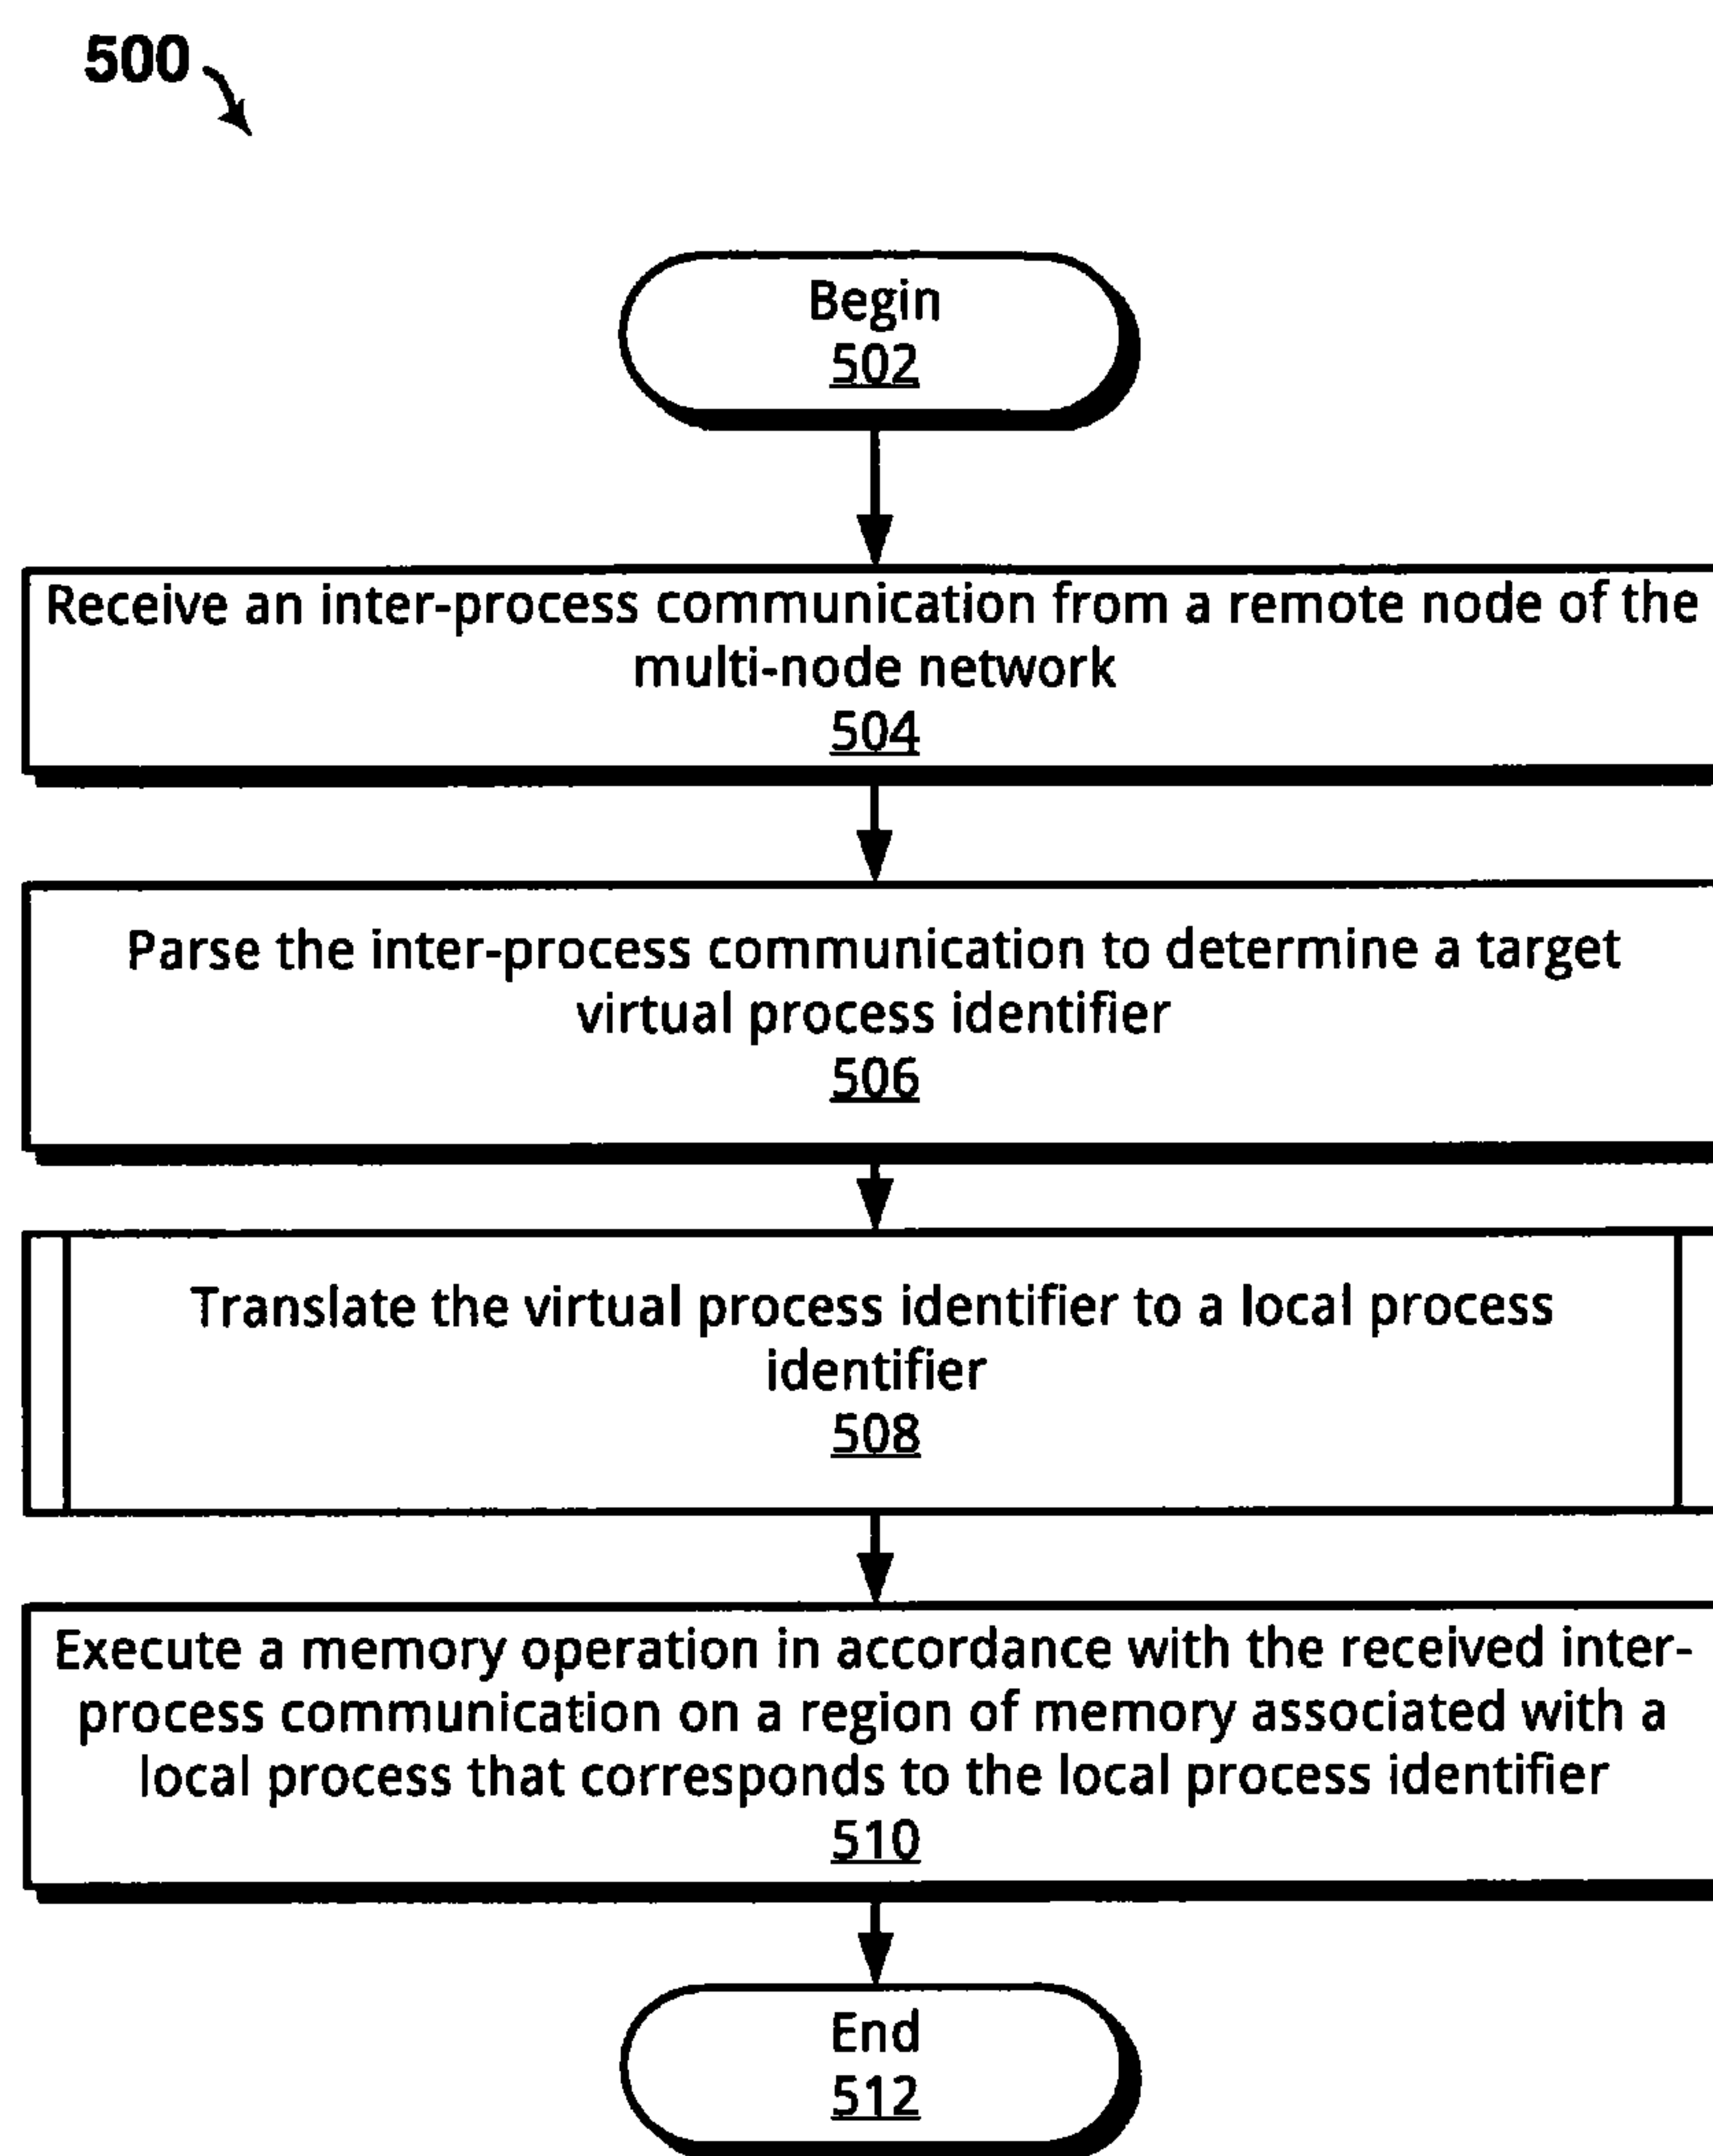 500
Begin
502
Receive an inter-process communication from a remote node of the
multi-node network
504
Parse the inter-process communication to determine a target
virtual process identifier
506
Translate the virtual process identifier to a local process
identifier
508
Execute a memory operation in accordance with the received inter-
process communication on a region of memory associated with a
local process that corresponds to the local process identifier
510
End
512